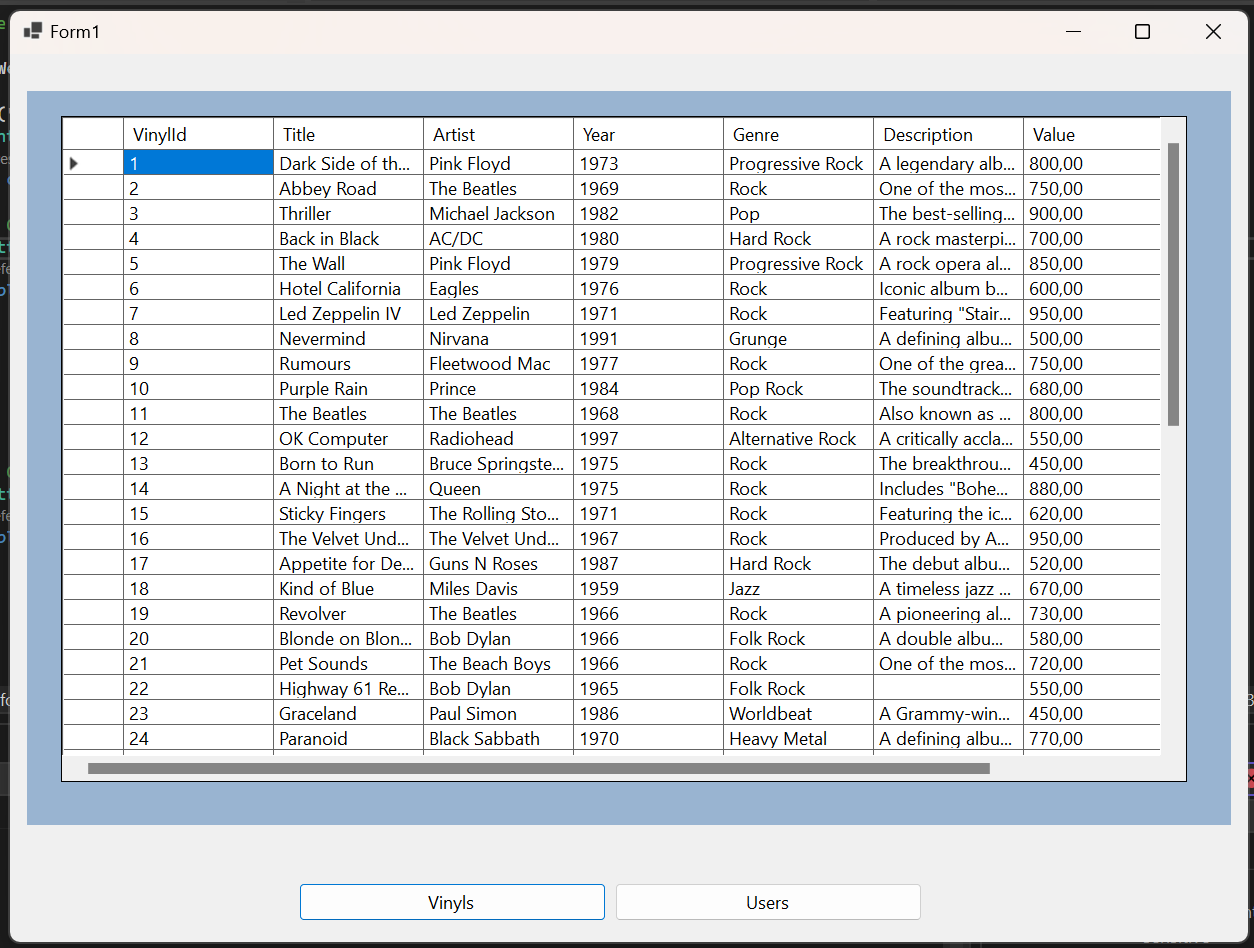 Form1
VinylId Title Artist Year Genre Description Value
1 Dark Side of th... Pink Floyd 1973 Progressive Rock A legendary alb... 800,00
2 Abbey Road The Beatles 1969 Rock One of the mos... 750,00
3 Thriller Michael Jackson 1982 Pop The best-selling... 900,00
4 Back in Black AC/DC 1980 Hard Rock A rock masterpi... 700,00
5 The Wall Pink Floyd 1979 Progressive Rock A rock opera al... 850,00
6 Hotel California Eagles 1976 Rock Iconic album b... 600,00
7 Led Zeppelin IV Led Zeppelin 1971 Rock Featuring "Stair... 950,00
8 Nevermind Nirvana 1991 Grunge A defining albu... 500,00
9 Rumours Fleetwood Mac 1977 Rock One of the grea... 750,00
10 Purple Rain Prince 1984 Pop Rock The soundtrack... 680,00
11 The Beatles The Beatles 1968 Rock Also known as ... 800,00
12 OK Computer Radiohead 1997 Alternative Rock A critically accla... 550,00
13 Born to Run Bruce Springste... 1975 Rock The breakthrou... 450,00
14 A Night at the ... Queen 1975 Rock Includes "Bohe... 880,00
15 Sticky Fingers The Rolling Sto... 1971 Rock Featuring the ic... 620,00
16 The Velvet Und... The Velvet Und... 1967 Rock Produced by A... 950,00
17 Appetite for De... Guns N Roses 1987 Hard Rock The debut albu... 520,00
18 Kind of Blue Miles Davis 1959 Jazz A timeless jazz ... 670,00
19 Revolver The Beatles 1966 Rock A pioneering al... 730,00
20 Blonde on Blon... Bob Dylan 1966 Folk Rock A double albu... 580,00
21 Pet Sounds The Beach Boys 1966 Rock One of the mos... 720,00
22 Highway 61 Re... Bob Dylan 1965 Folk Rock 550,00
23 Graceland Paul Simon 1986 Worldbeat A Grammy-win... 450,00
24 Paranoid Black Sabbath 1970 Heavy Metal A defining albu... 770,00
Vinyls Users